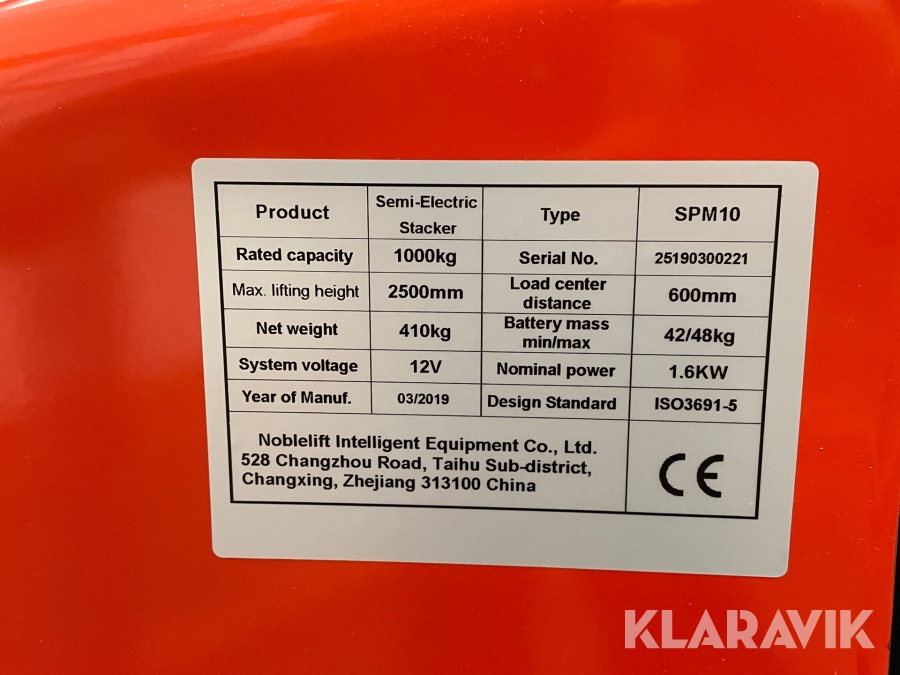 Product Semi-Electric Stacker Type SPM10
Rated capacity 1000kg Serial No. 25190300221
Max. lifting height 2500mm Load center distance 600mm
Net weight 410kg Battery mass min/max 42/48kg
System voltage 12V Nominal power 1.6KW
Year of Manuf. 03/2019 Design Standard ISO3691-5
Noblelift Intelligent Equipment Co., Ltd.
528 Changzhou Road, Taihu Sub-district,
Changxing, Zhejiang 313100 China
CE
KLARAVIK